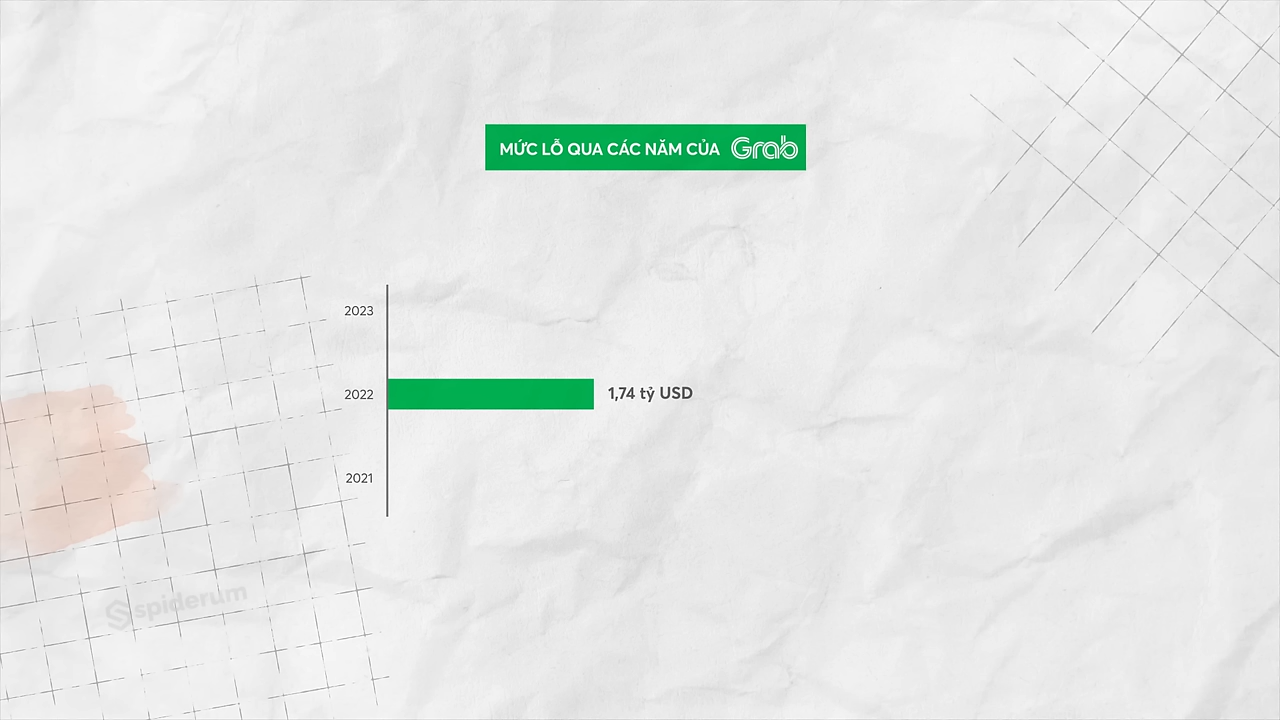 MỨC LỖ QUA CÁC NĂM CỦA Grab
2023
2022 1,74 tỷ USD
2021
spiderum